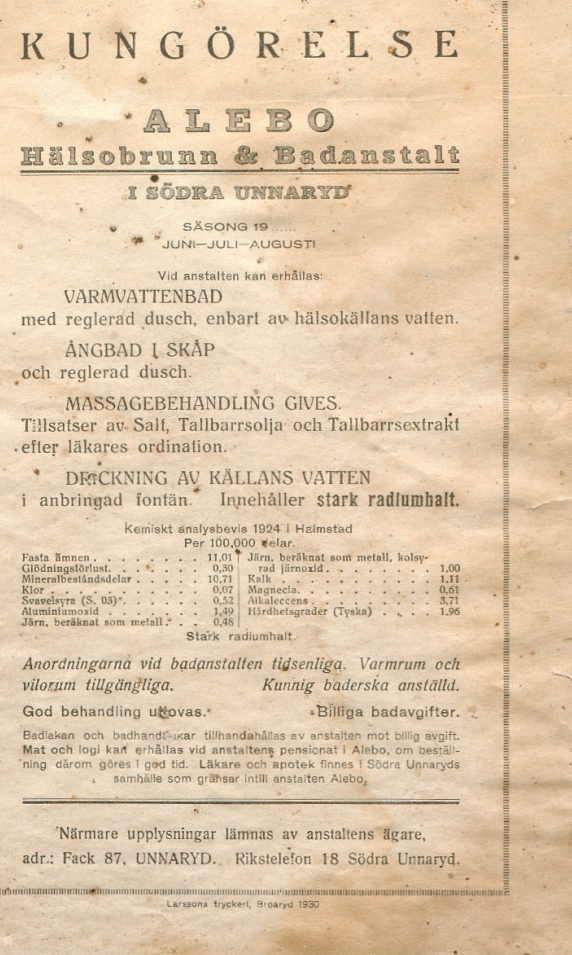 KUNGÖRELSE
ALEBO
Hälsobrunn & Badanstalt
I SÖDRA UNNARYD
SÄSONG 19......
JUNI—JULI—AUGUSTI
Vid anstalten kan erhållas:
VARMVATTENBAD
med reglerad dusch, enbart av hälsokällans vatten.
ÅNGBAD I SKÅP
och reglerad dusch.
MASSAGEBEHANDLING GIVES.
Tillsatser av Salt, Tallbarrsolja och Tallbarrsextrakt
efter läkares ordination.
DRICKNING AV KÄLLANS VATTEN
i anbringad fontän. Innehåller stark radiumhalt.
Kemiskt analysbevis 1924 i Halmstad
Per 100,000 delar.
Fasta ämnen . . . . . . . . 11,01
Glödningsförlust. . . . . . . 0,30
Mineralbeståndsdelar . . . . . 10,71
Klor . . . . . . . . . . 0,07
Svavelsyra (S. 03) . . . . . . 0,52
Aluminiumoxid . . . . . . . 1,49
Järn, beräknat som metall . . . 0,48
Järn, beräknat som metall, kolsy-
rad järnoxid . . . . . . . . 1,00
Kalk . . . . . . . . . . 1,11
Magnecia . . . . . . . . . 0.61
Alkaleccens . . . . . . . . 3,71
Hårdhetsgrader (Tyska) . . . . 1,96
Stark radiumhalt.
Anordningarna vid badanstalten tidsenliga. Varmrum och
vilorum tillgängliga. Kunnig baderska anställd.
God behandling utlovas. Billiga badavgifter.
Badlakan och badhanddukar tillhandahållas av anstalten mot billig avgift.
Mat och logi kan erhållas vid anstaltens pensionat i Alebo, om beställ-
ning därom göres i god tid. Läkare och apotek finnes i Södra Unnaryds
samhälle som gränsar intill anstalten Alebo.
Närmare upplysningar lämnas av anstaltens ägare,
adr.: Fack 87, UNNARYD. Rikstelefon 18 Södra Unnaryd.
Larssons tryckeri, Broaryd 1930